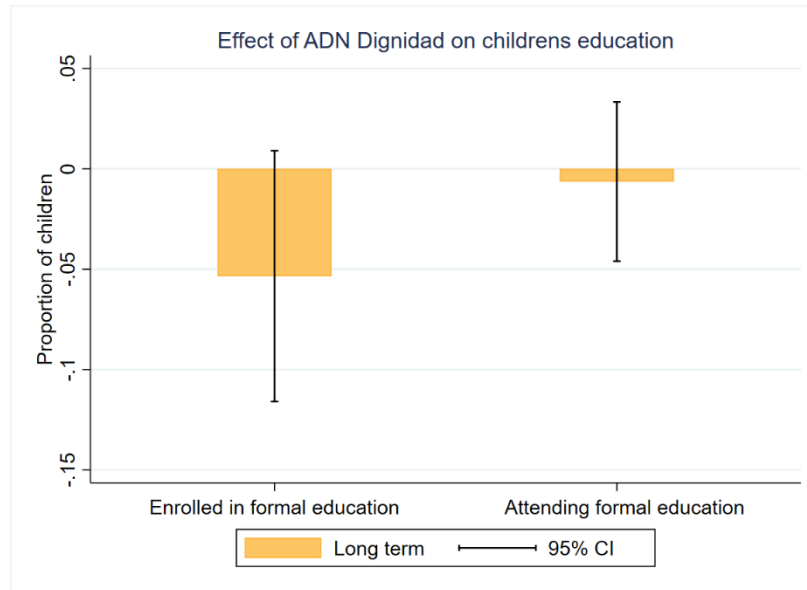 Effect of ADN Dignidad on childrens education
Proportion of children
.05
0
-.05
-.1
-.15
Enrolled in formal education
Attending formal education
Long term
95% CI